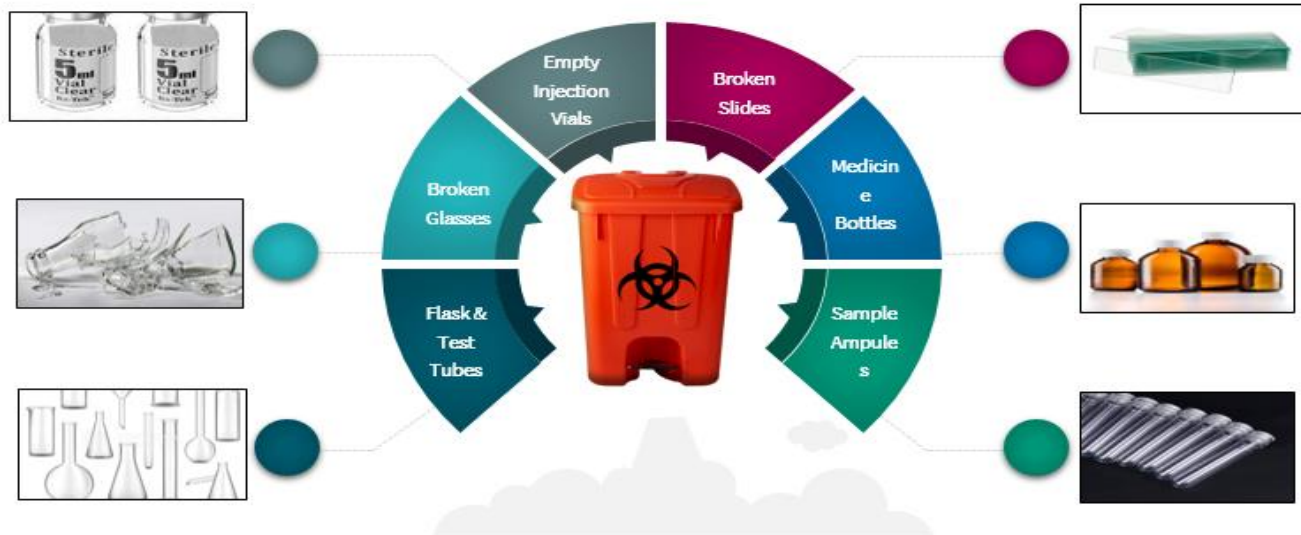 Sterile
5ml
Vial
Clear
Sterile
5ml
Vial
Clear
Empty
Injection
Vials
Broken
Slides
Broken
Glasses
Medicin
e
Bottles
Flask &
Test
Tubes
Sample
Ampule
s